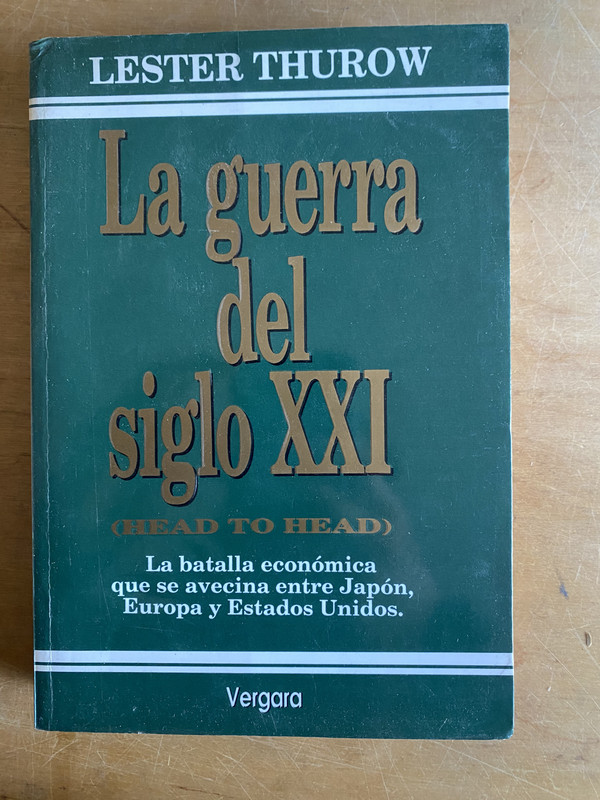 LESTER THUROW
La guerra
del
siglo XXI
(HEAD TO HEAD)
La batalla económica
que se avecina entre Japón,
Europa y Estados Unidos.
Vergara